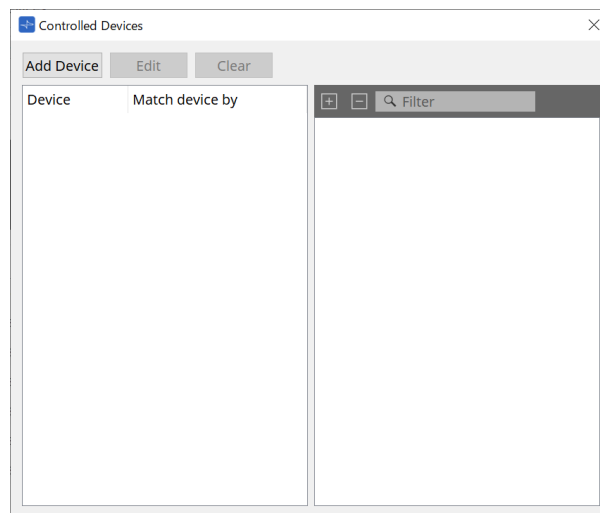 Controlled Devices
Add Device Edit Clear
Device Match device by
Filter